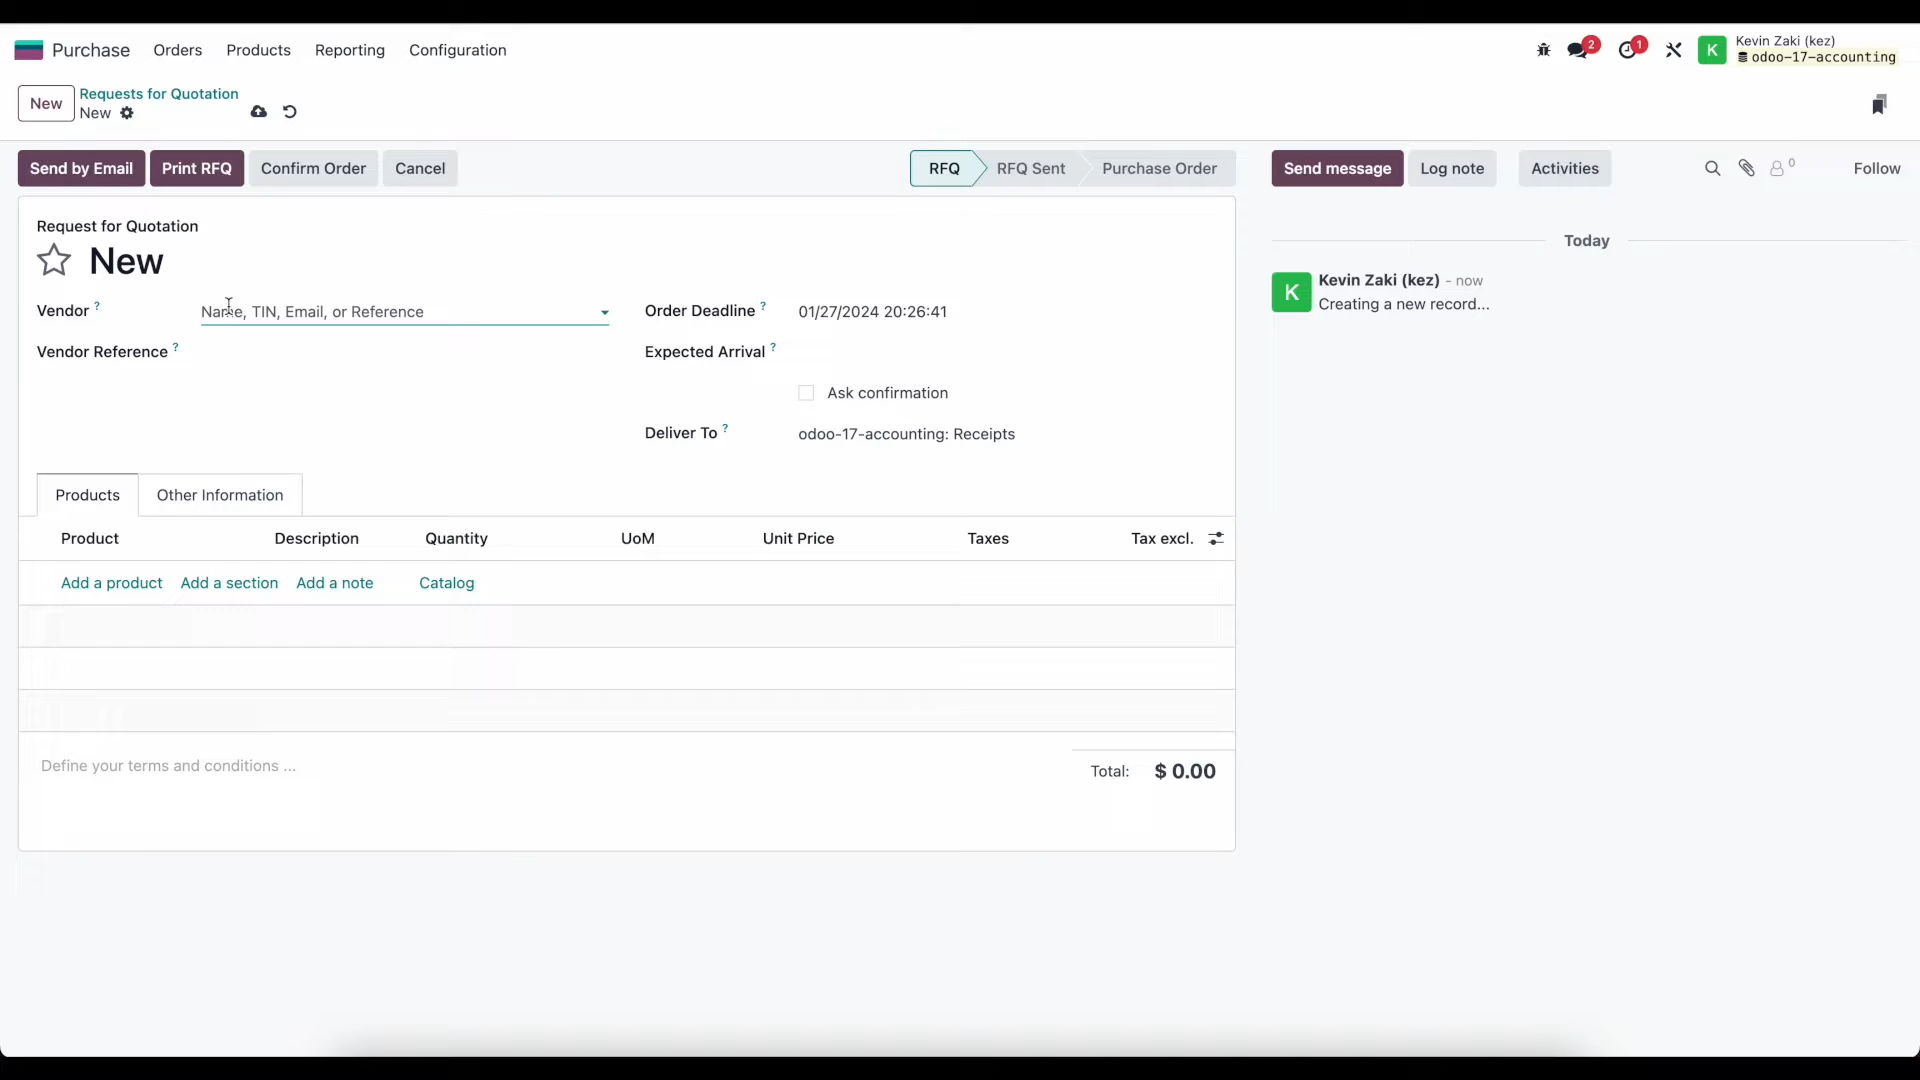 Purchase Orders Products Reporting Configuration
2 1 K Kevin Zaki (kez)
odoo-17-accounting
New Requests for Quotation
New
Send by Email Print RFQ Confirm Order Cancel RFQ RFQ Sent Purchase Order Send message Log note Activities 0 Follow
Request for Quotation
New
Today
Vendor ? Name, TIN, Email, or Reference Order Deadline ? 01/27/2024 20:26:41
K Kevin Zaki (kez) - now
Creating a new record...
Vendor Reference ? Expected Arrival ?
Ask confirmation
Deliver To ? odoo-17-accounting: Receipts
Products Other Information
Product Description Quantity UoM Unit Price Taxes Tax excl.
Add a product Add a section Add a note Catalog
Define your terms and conditions ...
Total: $ 0.00